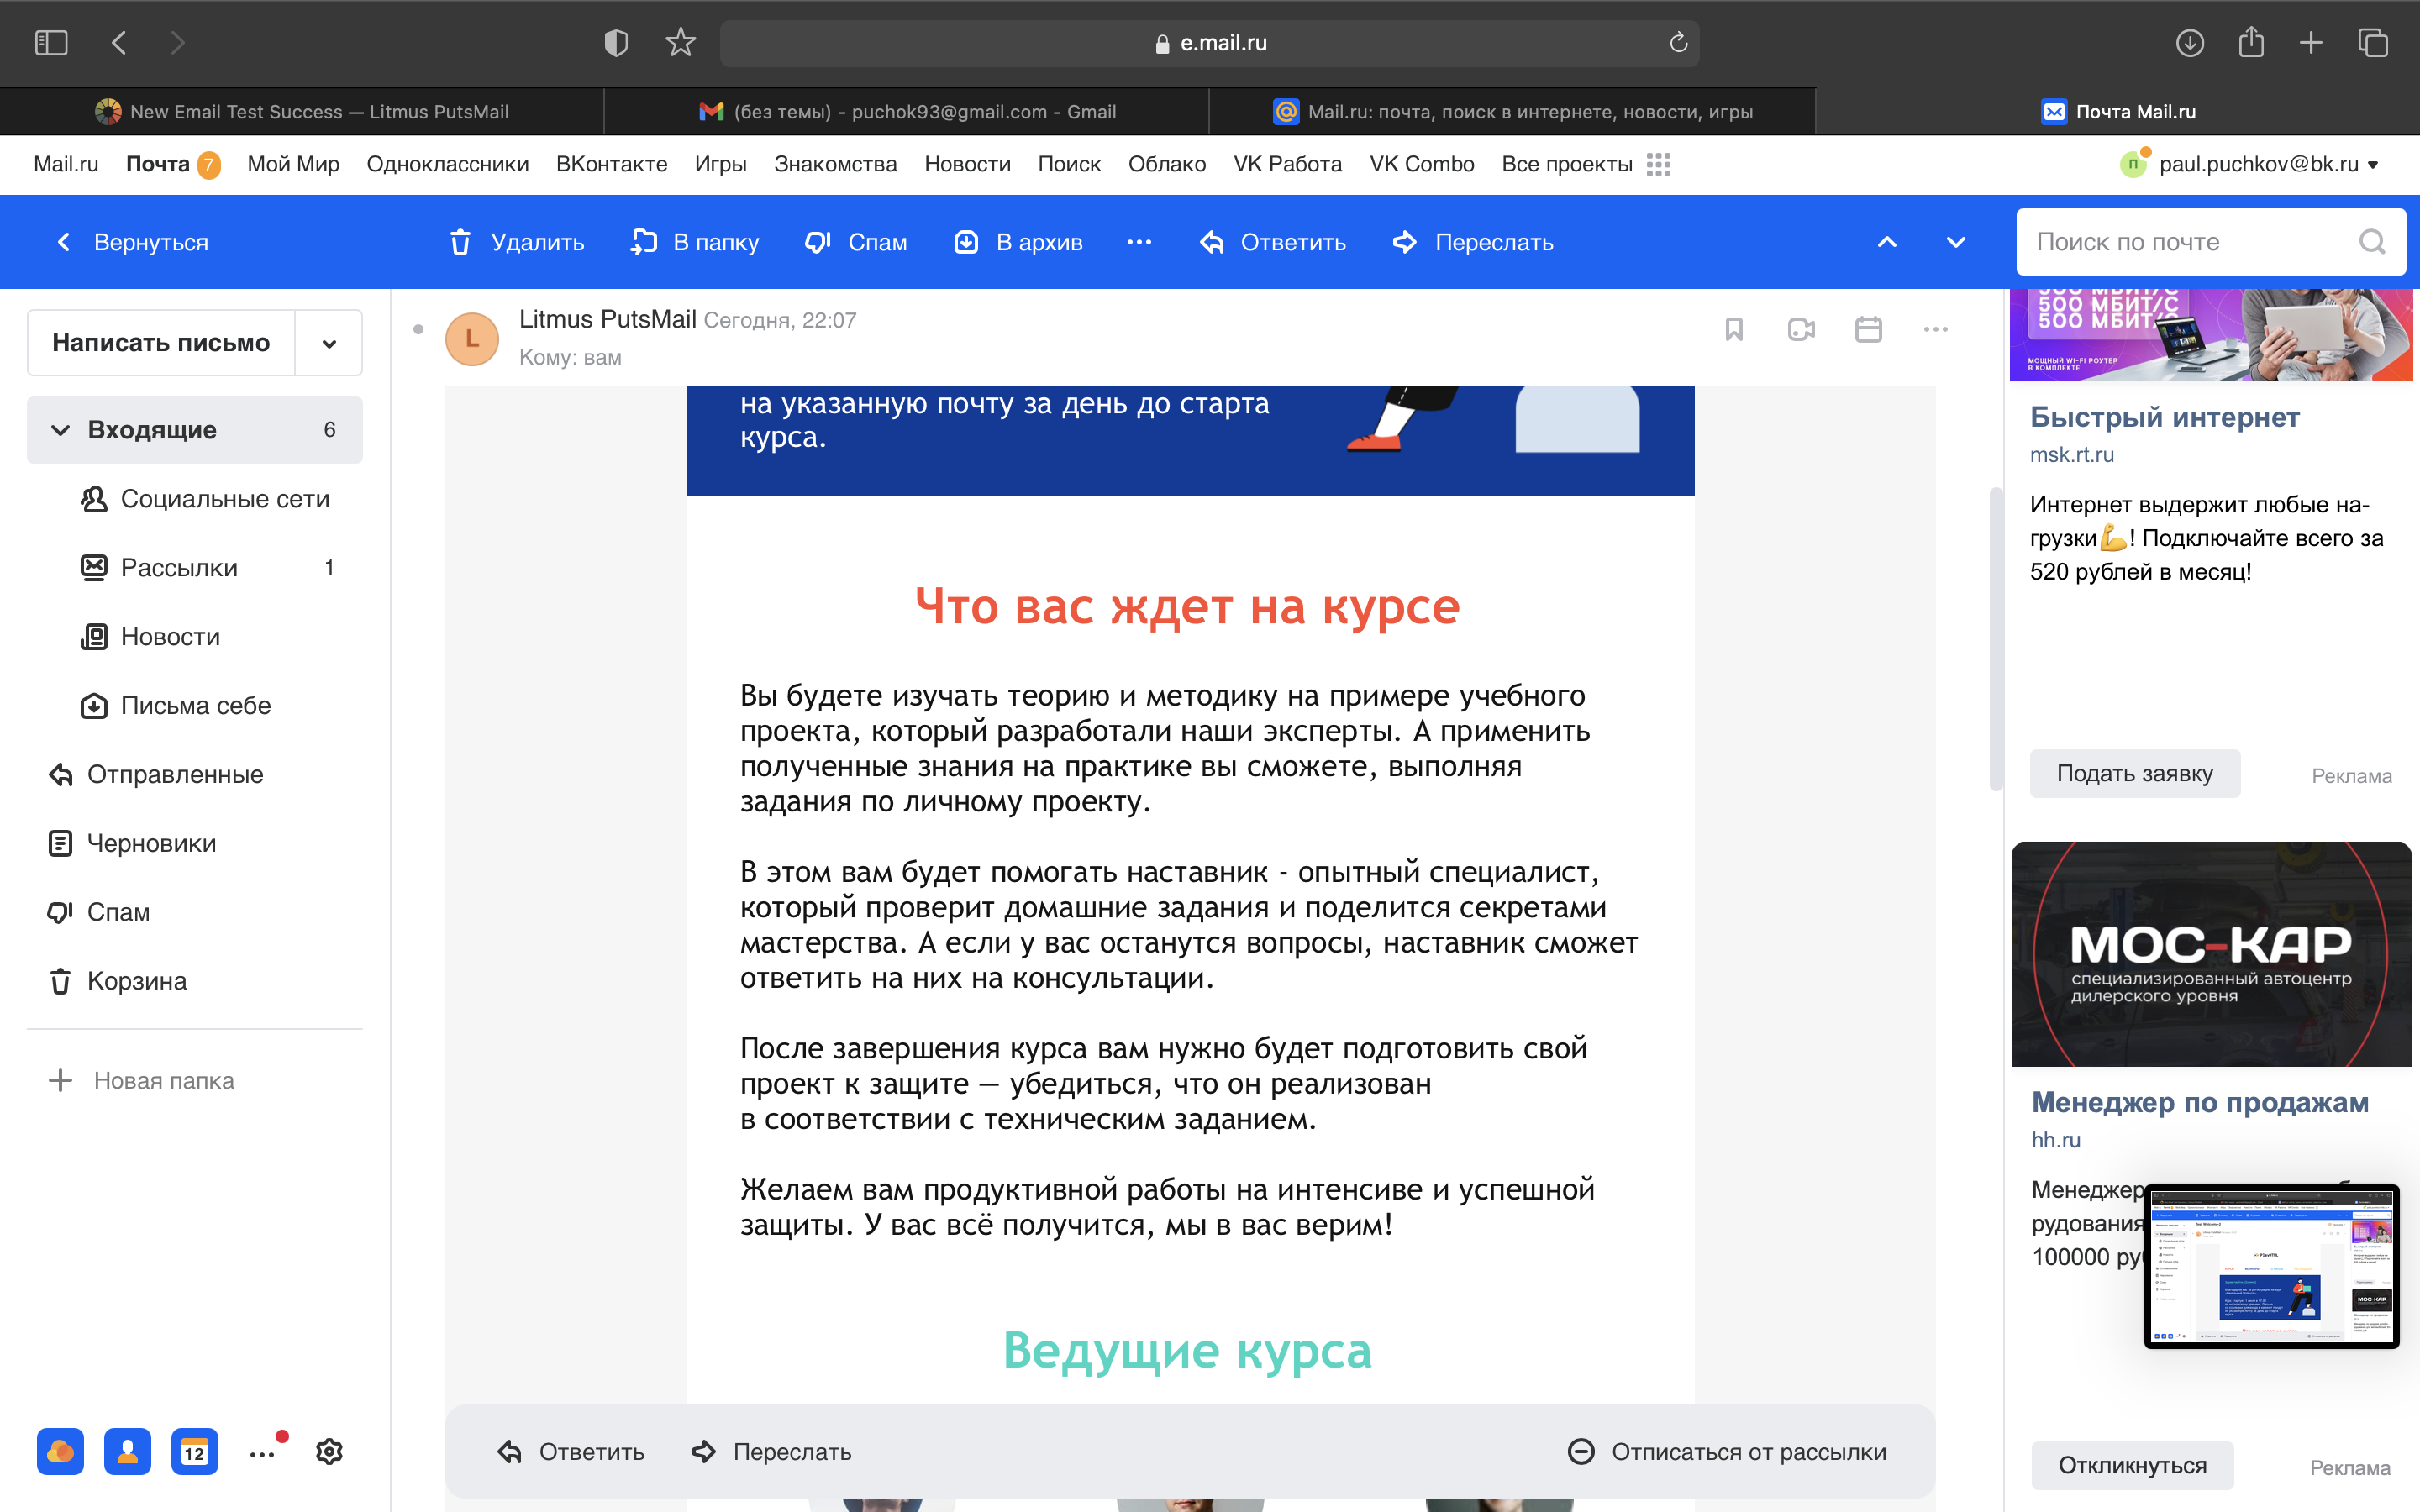 e.mail.ru
New Email Test Success — Litmus PutsMail
(без темы) - puchok93@gmail.com - Gmail
Mail.ru: почта, поиск в интернете, новости, игры
Почта Mail.ru
Mail.ru Почта 7 Мой Мир Одноклассники ВКонтакте Игры Знакомства Новости Поиск Облако VK Работа VK Combo Все проекты
п paul.puchkov@bk.ru
Вернуться
Удалить В папку Спам В архив Ответить Переслать
Поиск по почте
Написать письмо
Входящие 6
Социальные сети
Рассылки 1
Новости
Письма себе
Отправленные
Черновики
Спам
Корзина
Новая папка
12
L
Litmus PutsMail Сегодня, 22:07
Кому: вам
на указанную почту за день до старта
курса.
Что вас ждет на курсе
Вы будете изучать теорию и методику на примере учебного
проекта, который разработали наши эксперты. А применить
полученные знания на практике вы сможете, выполняя
задания по личному проекту.
В этом вам будет помогать наставник - опытный специалист,
который проверит домашние задания и поделится секретами
мастерства. А если у вас останутся вопросы, наставник сможет
ответить на них на консультации.
После завершения курса вам нужно будет подготовить свой
проект к защите — убедиться, что он реализован
в соответствии с техническим заданием.
Желаем вам продуктивной работы на интенсиве и успешной
защиты. У вас всё получится, мы в вас верим!
Ведущие курса
Ответить Переслать
Отписаться от рассылки
500 МБИТ/С
500 МБИТ/С
500 МБИТ/С
МОЩНЫЙ WI-FI РОУТЕР
В КОМПЛЕКТЕ
Быстрый интернет
msk.rt.ru
Интернет выдержит любые на-
грузки💪! Подключайте всего за
520 рублей в месяц!
Подать заявку
Реклама
МОС-КАР
специализированный автоцентр
дилерского уровня
Менеджер по продажам
hh.ru
Менеджер
рудования
100000
Откликнуться
Реклама